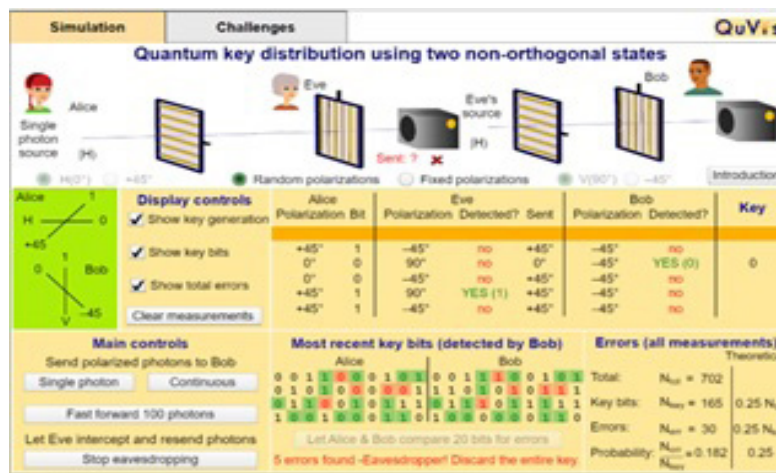 Simulation
Challenges
QuVis
Quantum key distribution using two non-orthogonal states
Alice
Eve
Eve's source
Bob
Single photon source
|H⟩
Sent: ?
|H⟩
H(0°) +45°
Random polarizations
Fixed polarizations
V(90°) −45°
Introduction
Alice 1
H 0
+45
0 1 Bob
V −45
Display controls
Show key generation
Show key bits
Show total errors
Clear measurements
Alice Eve Bob Key
Polarization Bit Polarization Detected? Sent Polarization Detected?
+45° 1 −45° no +45° −45° no
0° 0 90° no 0° −45° YES (0) 0
0° 0 −45° no +45° −45° no
+45° 1 90° YES (1) +45° −45° no
+45° 1 −45° no +45° −45° no
Main controls
Send polarized photons to Bob
Single photon
Continuous
Fast forward 100 photons
Let Eve intercept and resend photons
Stop eavesdropping
Most recent key bits (detected by Bob)
Alice Bob
Let Alice & Bob compare 20 bits for errors
5 errors found -Eavesdropper!! Discard the entire key.
Errors (all measurements)
Total: = 702
Key bits: = 165
Errors: = 30
Probability: =0.182 0.25